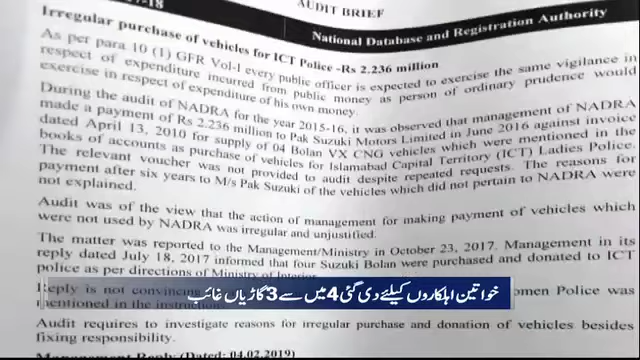 17-18
AUDIT BRIEF
National Database and Registration Authority
Irregular purchase of vehicles for ICT Police -Rs 2.236 million
As per para 10 (1) GFR Vol-I every public officer is expected to exercise the same vigilance in
respect of expenditure incurred from public money as person of ordinary prudence would
exercise in respect of expenditure of his own money.
During the audit of NADRA for the year 2015-16, it was observed that management of NADRA
made a payment of Rs 2.236 million to Pak Suzuki Motors Limited in June 2016 against invoice
dated April 13, 2010 for supply of 04 Bolan VX CNG vehicles which were mentioned in the
books of accounts as purchase of vehicles for Islamabad Capital Territory (ICT) Ladies Police.
The relevant voucher was not provided to audit despite repeated requests. The reasons for
payment after six years to M/s Pak Suzuki of the vehicles which did not pertain to NADRA were
not explained.
Audit was of the view that the action of management for making payment of vehicles which
were not used by NADRA was irregular and unjustified.
The matter was reported to the Management/Ministry in October 23, 2017. Management in its
reply dated July 18, 2017 informed that four Suzuki Bolan were purchased and donated to ICT
police as per directions of Ministry of Interior.
Reply is not convincing omen Police was
mentioned in the
خواتین اہلکاروں کیلئے دی گئی 4 میں سے 3 گاڑیاں غائب
Audit requires to investigate reasons for irregular purchase and donation of vehicles besides
fixing responsibility.
Management Reply (Dated: 04.02.2019)